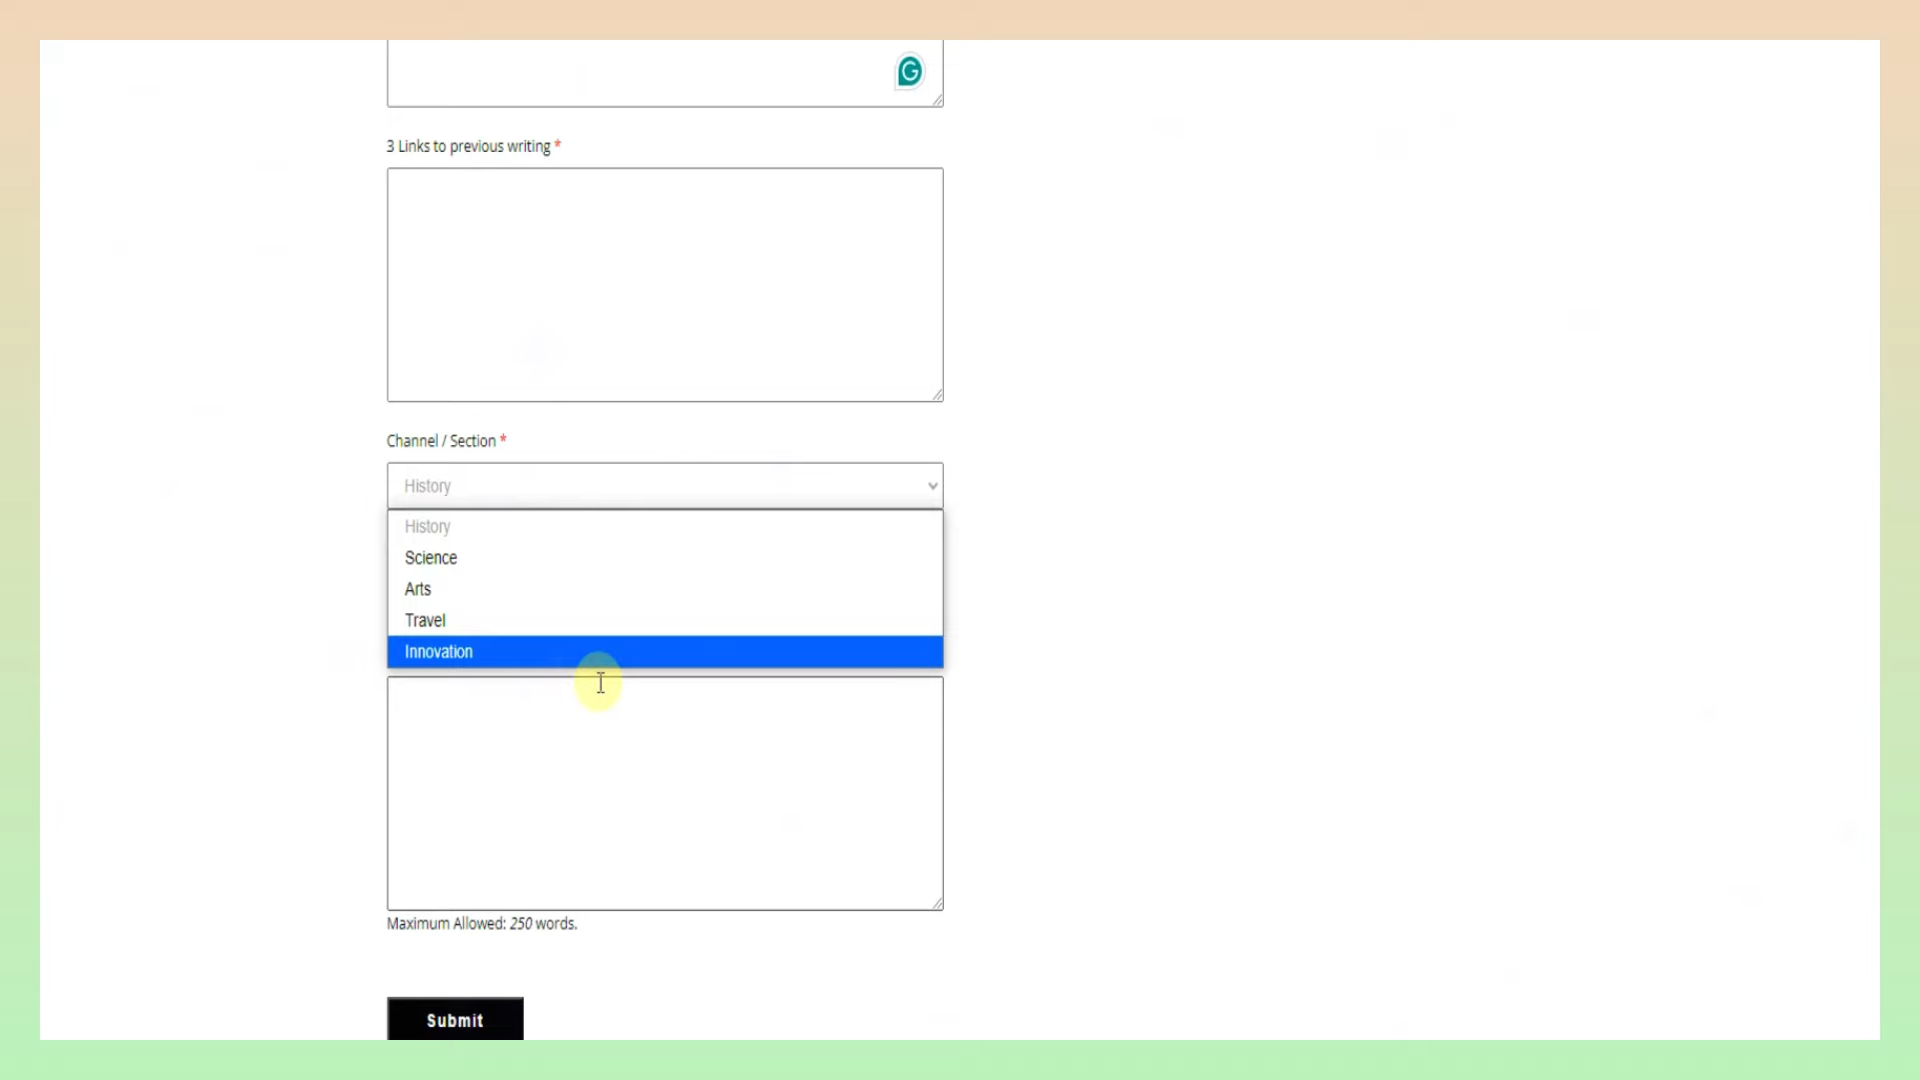 G
3 Links to previous writing *
Channel / Section *
History
History
Science
Arts
Travel
Innovation
Maximum Allowed: 250 words.
Submit